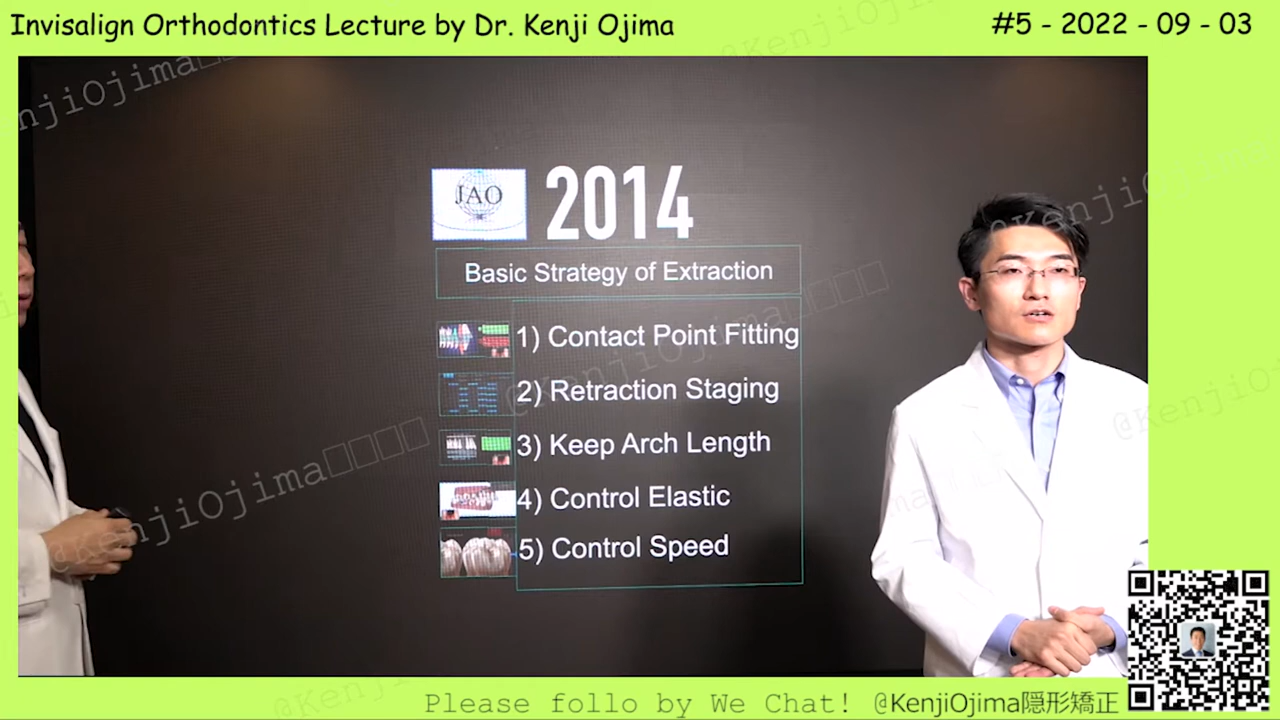 Invisalign Orthodontics Lecture by Dr. Kenji Ojima
#5 - 2022 - 09 - 03
JAO
2014
Basic Strategy of Extraction
1) Contact Point Fitting
2) Retraction Staging
3) Keep Arch Length
4) Control Elastic
5) Control Speed
@KenjiOjima
Please follo by We Chat! @KenjiOjima隠形矯正